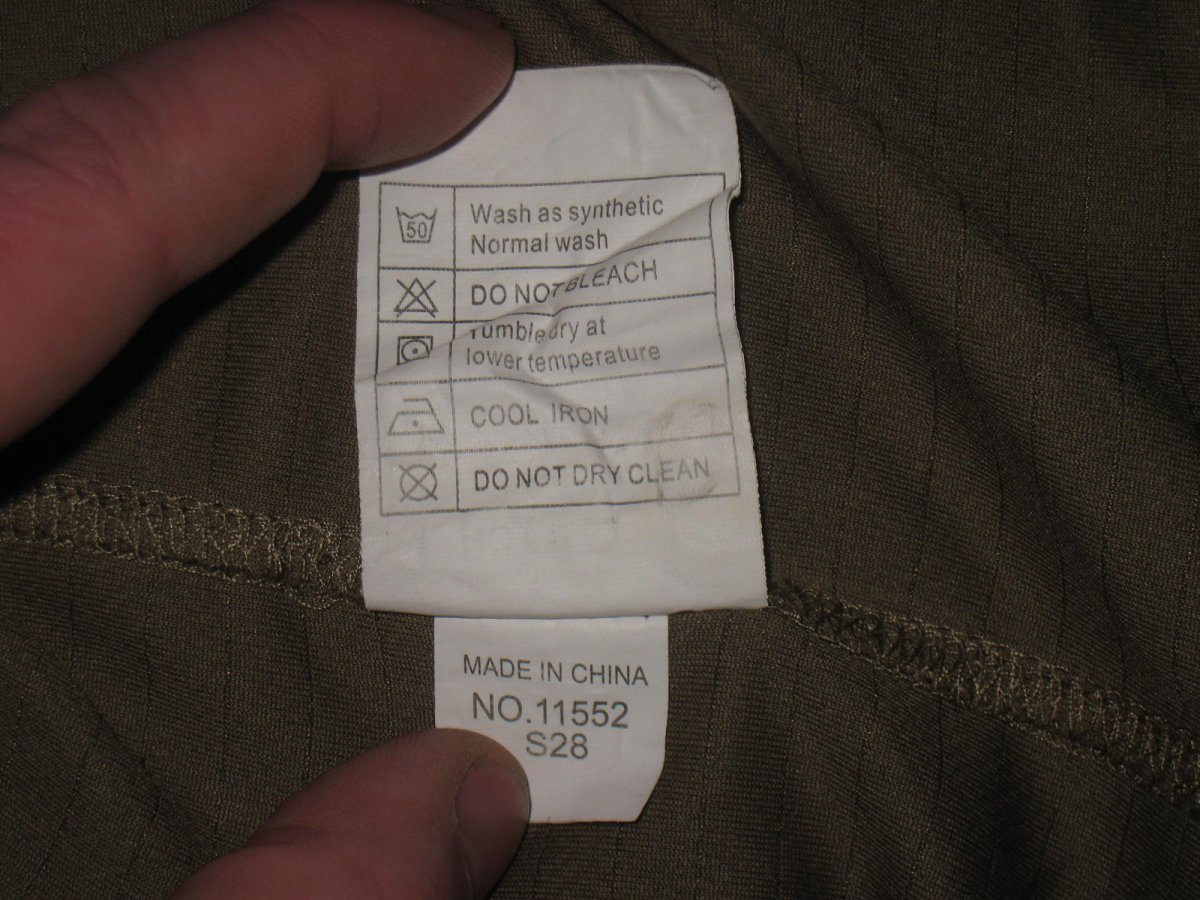 50
Wash as synthetic
Normal wash
DO NOT BLEACH
Tumble dry at
lower temperature
COOL IRON
DO NOT DRY CLEAN
MADE IN CHINA
NO.11552
S28